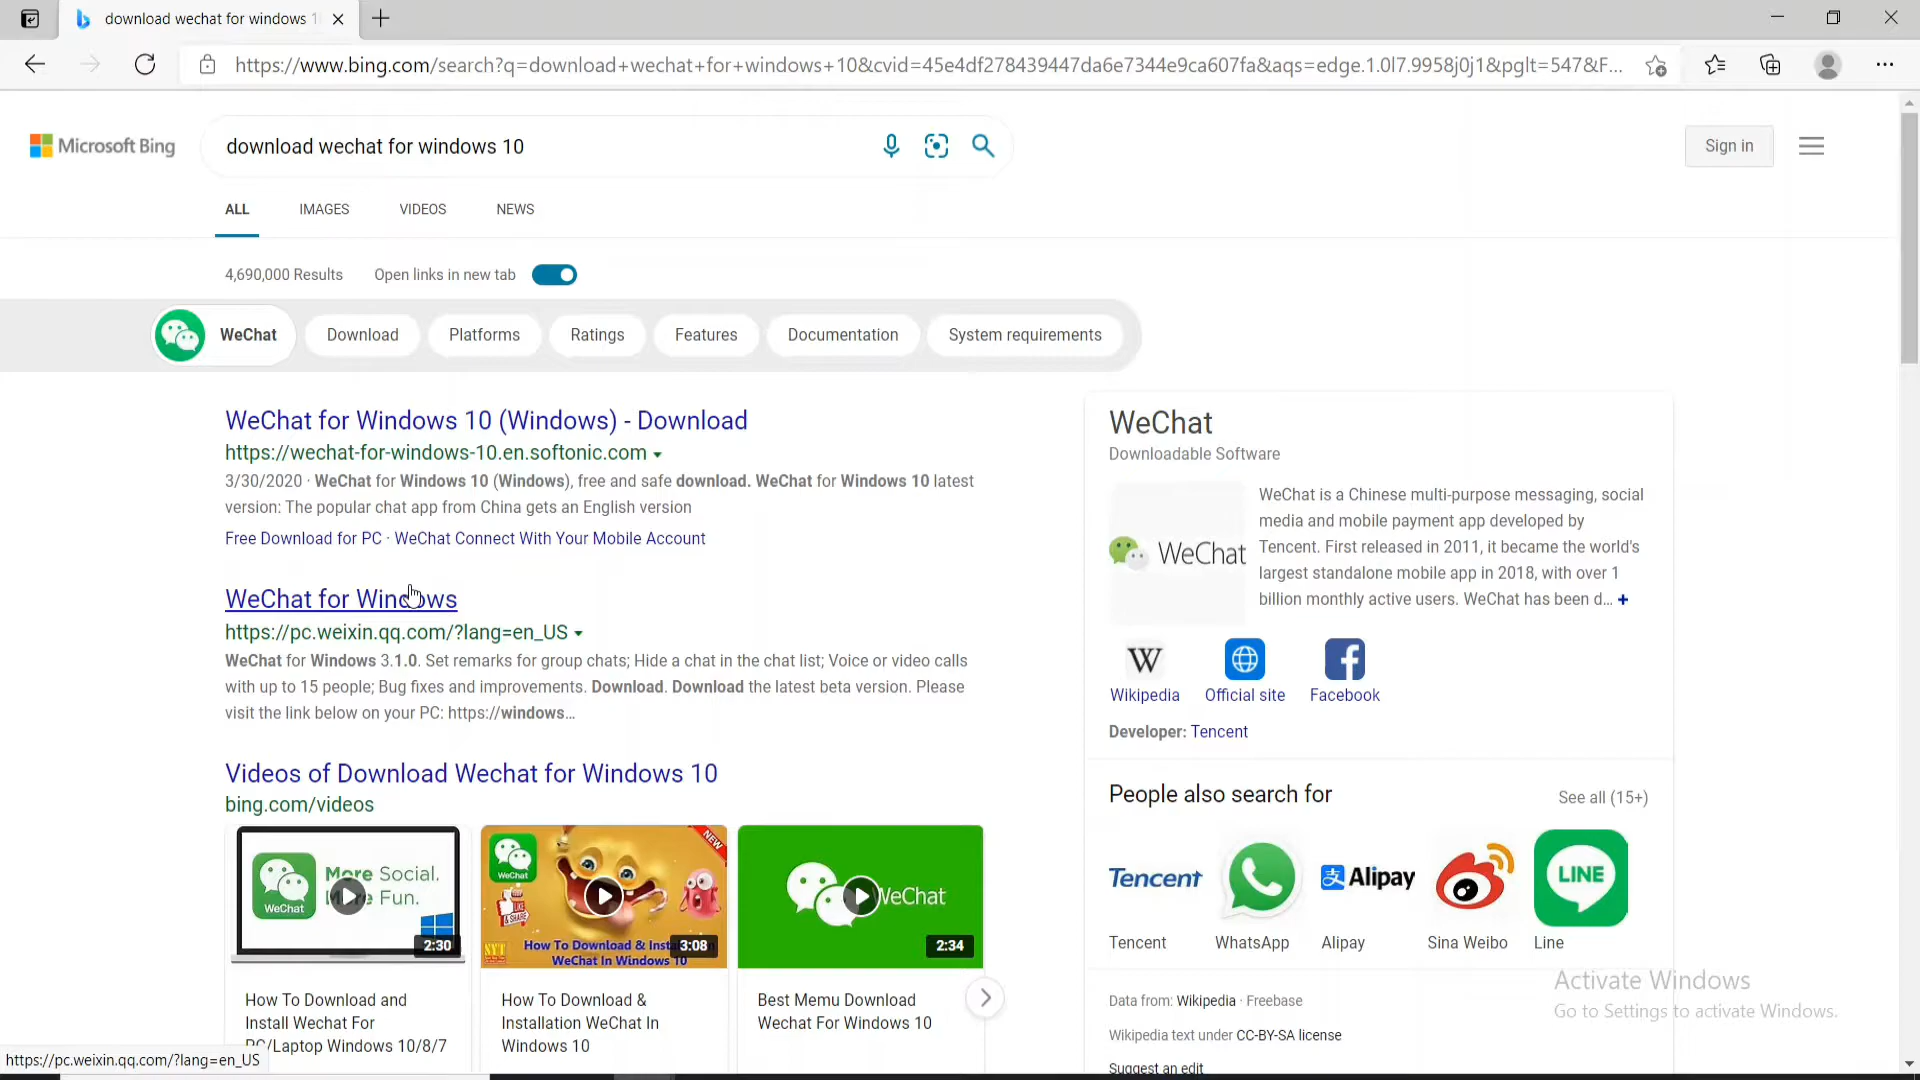 download wechat for windows 1
https://www.bing.com/search?q=download+wechat+for+windows+10&cvid=45e4df278439447da6e7344e9ca607fa&aqs=edge.1.0l7.9958j0j1&pglt=547&F...
Microsoft Bing
download wechat for windows 10
Sign in
ALL IMAGES VIDEOS NEWS
4,690,000 Results Open links in new tab
WeChat Download Platforms Ratings Features Documentation System requirements
WeChat for Windows 10 (Windows) - Download
https://wechat-for-windows-10.en.softonic.com
3/30/2020 · WeChat for Windows 10 (Windows), free and safe download. WeChat for Windows 10 latest
version: The popular chat app from China gets an English version
Free Download for PC · WeChat Connect With Your Mobile Account
WeChat for Windows
https://pc.weixin.qq.com/?lang=en_US
WeChat for Windows 3.1.0. Set remarks for group chats; Hide a chat in the chat list; Voice or video calls
with up to 15 people; Bug fixes and improvements. Download. Download the latest beta version. Please
visit the link below on your PC: https://windows...
Videos of Download Wechat for Windows 10
bing.com/videos
More Social.
More Fun.
WeChat
2:30
WeChat
NEW
LIKE
& SHARE
NYT
How To Download & Insta
WeChat In Windows 10
3:08
WeChat
2:34
How To Download and
Install Wechat For
PC/Laptop Windows 10/8/7
How To Download &
Installation WeChat In
Windows 10
Best Memu Download
Wechat For Windows 10
WeChat
Downloadable Software
WeChat
WeChat is a Chinese multi-purpose messaging, social
media and mobile payment app developed by
Tencent. First released in 2011, it became the world's
largest standalone mobile app in 2018, with over 1
billion monthly active users. WeChat has been d... +
W
Wikipedia Official site Facebook
Developer: Tencent
People also search for
See all (15+)
Tencent
支 Alipay
LINE
Tencent WhatsApp Alipay Sina Weibo Line
Data from: Wikipedia · Freebase
Wikipedia text under CC-BY-SA license
Suggest an edit
Activate Windows
Go to Settings to activate Windows.
https://pc.weixin.qq.com/?lang=en_US